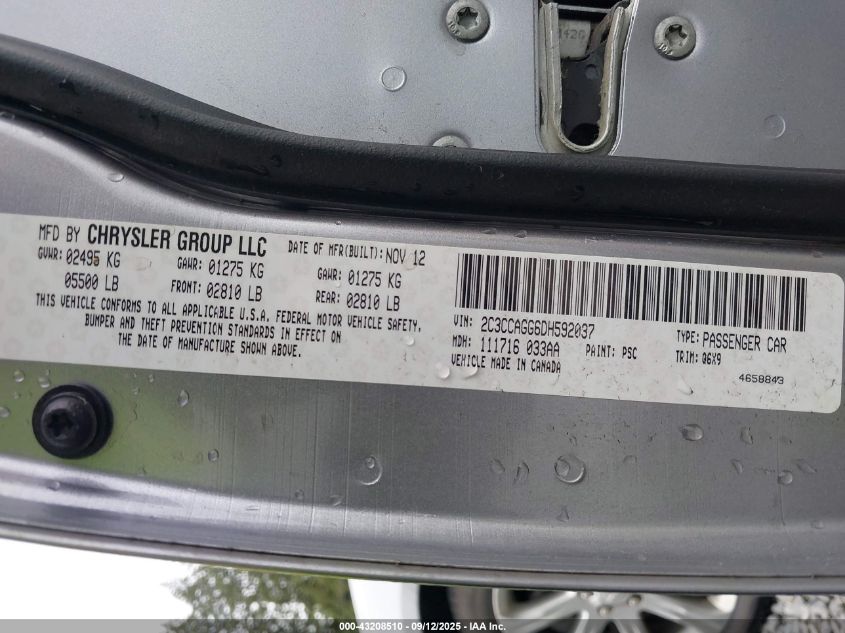 MFD BY CHRYSLER GROUP LLC DATE OF MFR(BUILT): NOV 12
GVWR: 02495 KG GAWR: 01275 KG GAWR: 01275 KG
05500 LB FRONT: 02810 LB REAR: 02810 LB
THIS VEHICLE CONFORMS TO ALL APPLICABLE U.S.A. FEDERAL MOTOR VEHICLE SAFETY,
BUMPER AND THEFT PREVENTION STANDARDS IN EFFECT ON
THE DATE OF MANUFACTURE SHOWN ABOVE.
VIN: 2C3CCAGG6DH592037 TYPE: PASSENGER CAR
MDH: 111716 033AA PAINT: PSC TRIM: 06X9
VEHICLE MADE IN CANADA
4658843
000-43208510 - 09/12/2025 - IAA Inc.